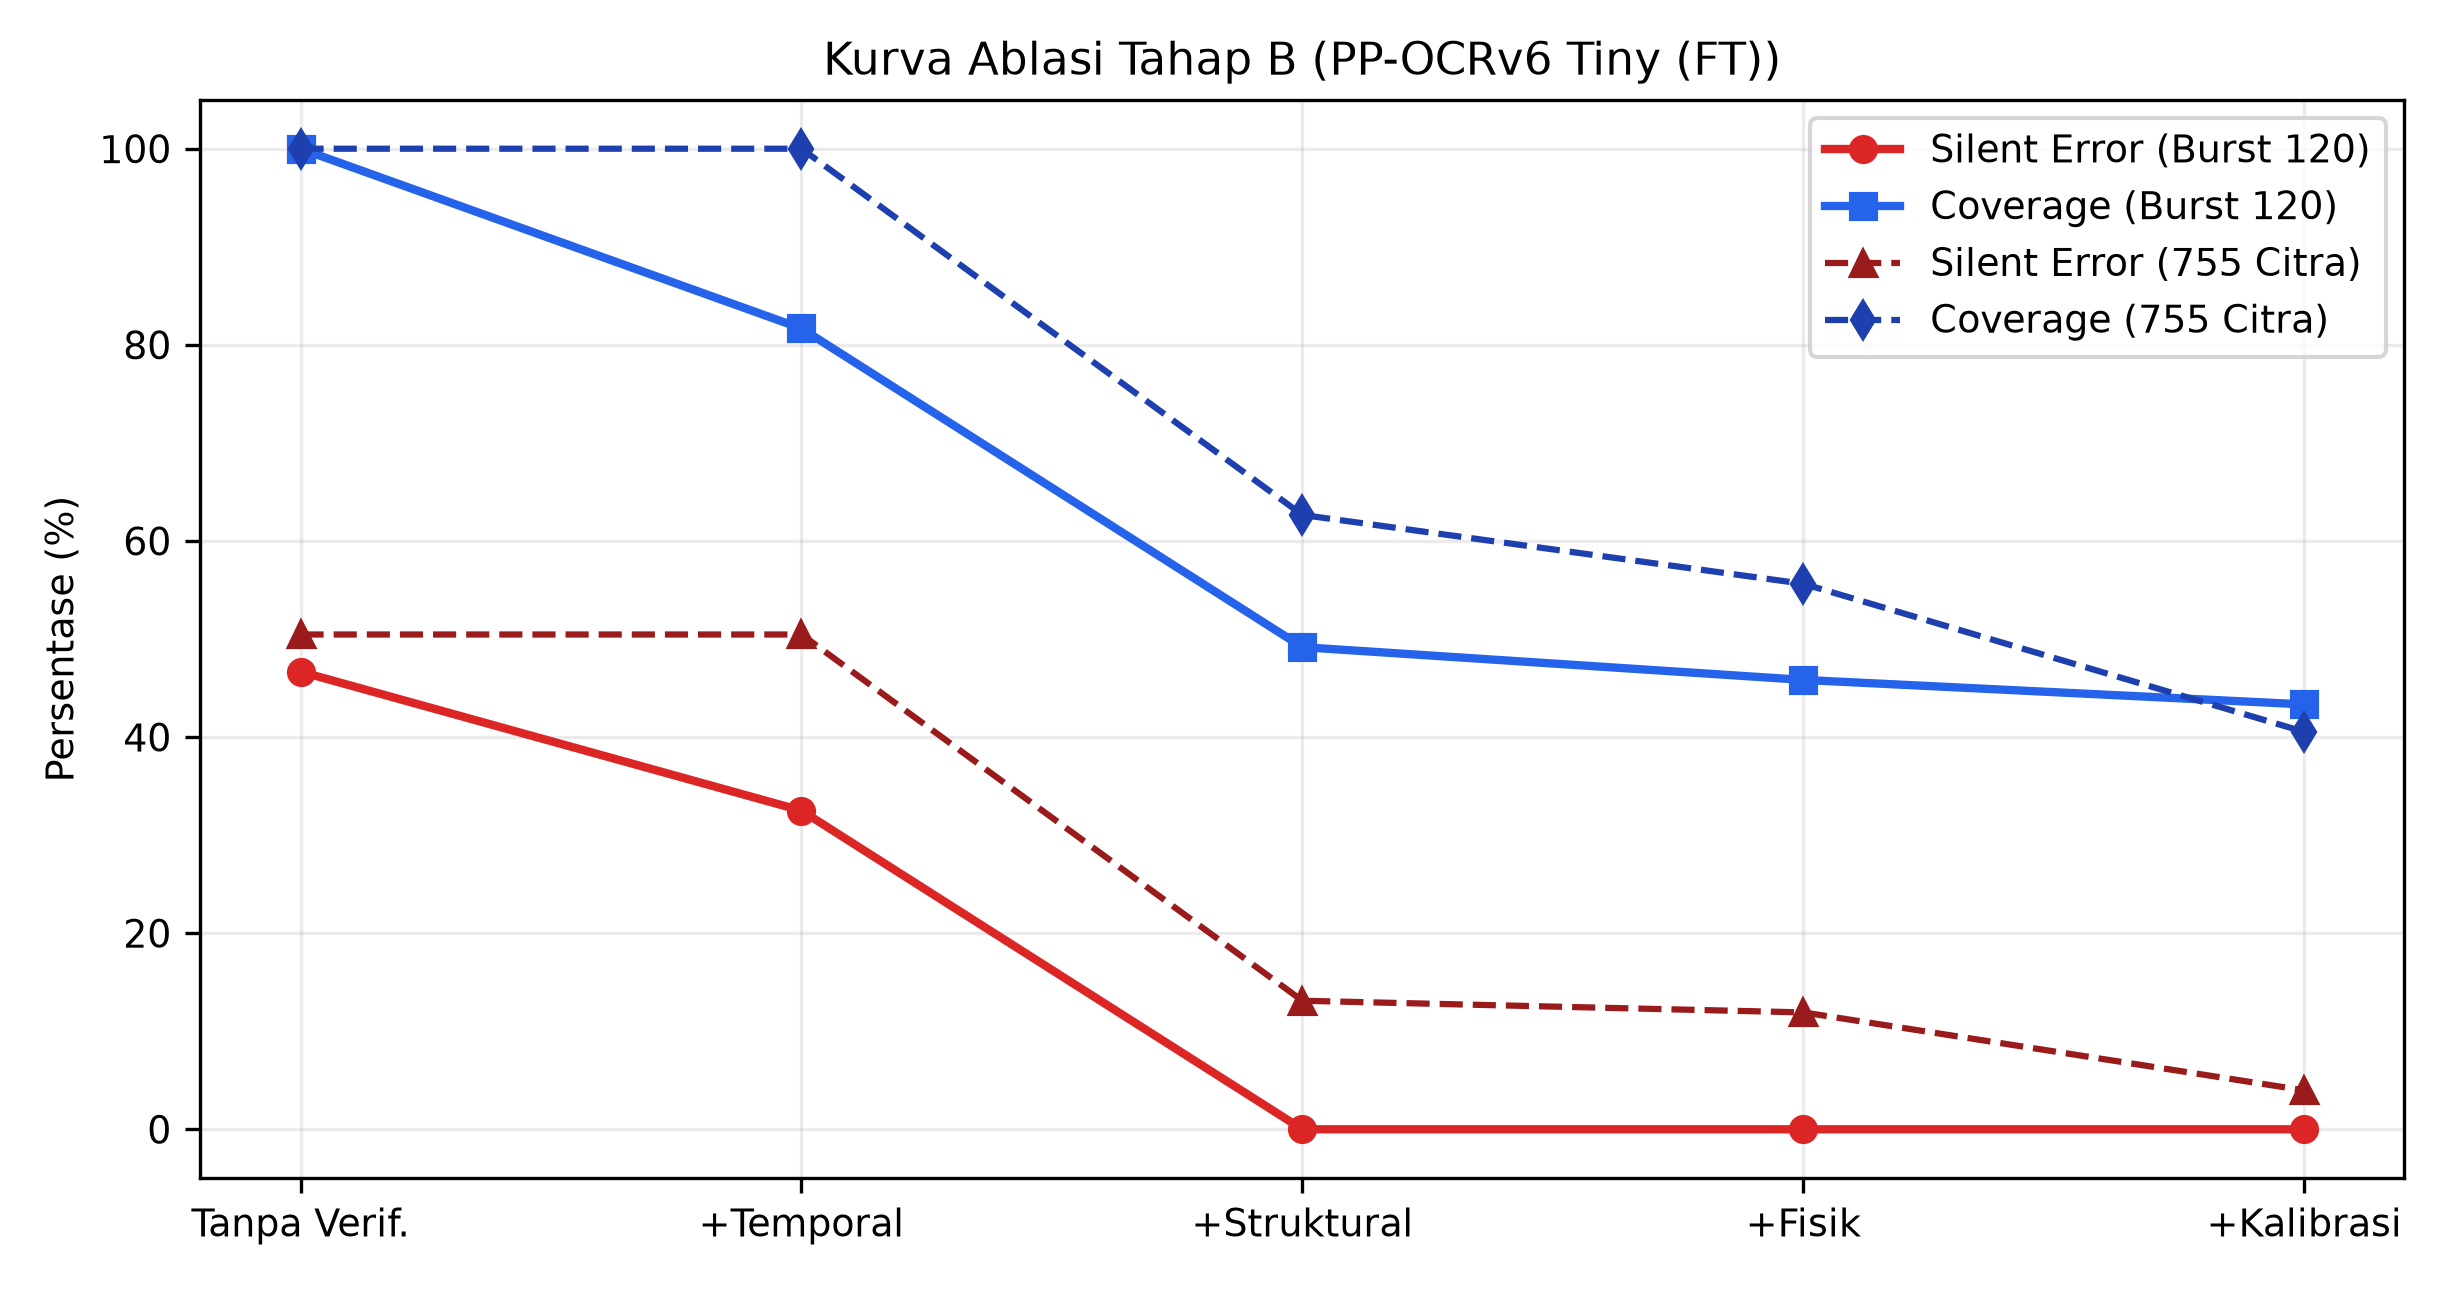 Kurva Ablasi Tahap B (PP-OCRv6 Tiny (FT))
Silent Error (Burst 120)
Coverage (Burst 120)
Silent Error (755 Citra)
Coverage (755 Citra)
Persentase (%)
100
80
60
40
20
0
Tanpa Verif.
+Temporal
+Struktural
+Fisik
+Kalibrasi